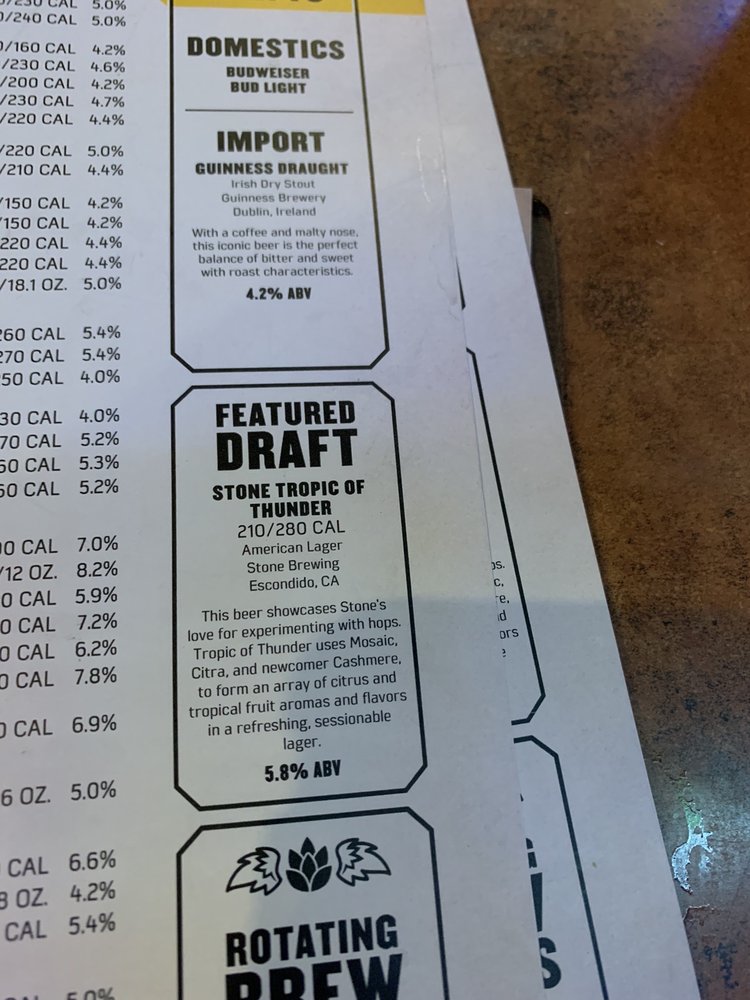 5.0%
/240 CAL 5.0%
/160 CAL 4.2%
/230 CAL 4.6%
/200 CAL 4.2%
/230 CAL 4.7%
/220 CAL 4.4%
/220 CAL 5.0%
/210 CAL 4.4%
/150 CAL 4.2%
/150 CAL 4.2%
220 CAL 4.4%
220 CAL 4.4%
/18.1 OZ. 5.0%
260 CAL 5.4%
270 CAL 5.4%
50 CAL 4.0%
30 CAL 4.0%
70 CAL 5.2%
60 CAL 5.3%
60 CAL 5.2%
00 CAL 7.0%
/12 OZ. 8.2%
0 CAL 5.9%
0 CAL 7.2%
0 CAL 6.2%
0 CAL 7.8%
0 CAL 6.9%
6 OZ. 5.0%
CAL 6.6%
8 OZ. 4.2%
CAL 5.4%
5.0%
DOMESTICS
BUDWEISER
BUD LIGHT
IMPORT
GUINNESS DRAUGHT
Irish Dry Stout
Guinness Brewery
Dublin, Ireland
With a coffee and malty nose,
this iconic beer is the perfect
balance of bitter and sweet
with roast characteristics.
4.2% ABV
FEATURED
DRAFT
STONE TROPIC OF
THUNDER
210/280 CAL
American Lager
Stone Brewing
Escondido, CA
This beer showcases Stone's
love for experimenting with hops.
Tropic of Thunder uses Mosaic,
Citra, and newcomer Cashmere,
to form an array of citrus and
tropical fruit aromas and flavors
in a refreshing, sessionable
lager.
5.8% ABV
ROTATING
BREW